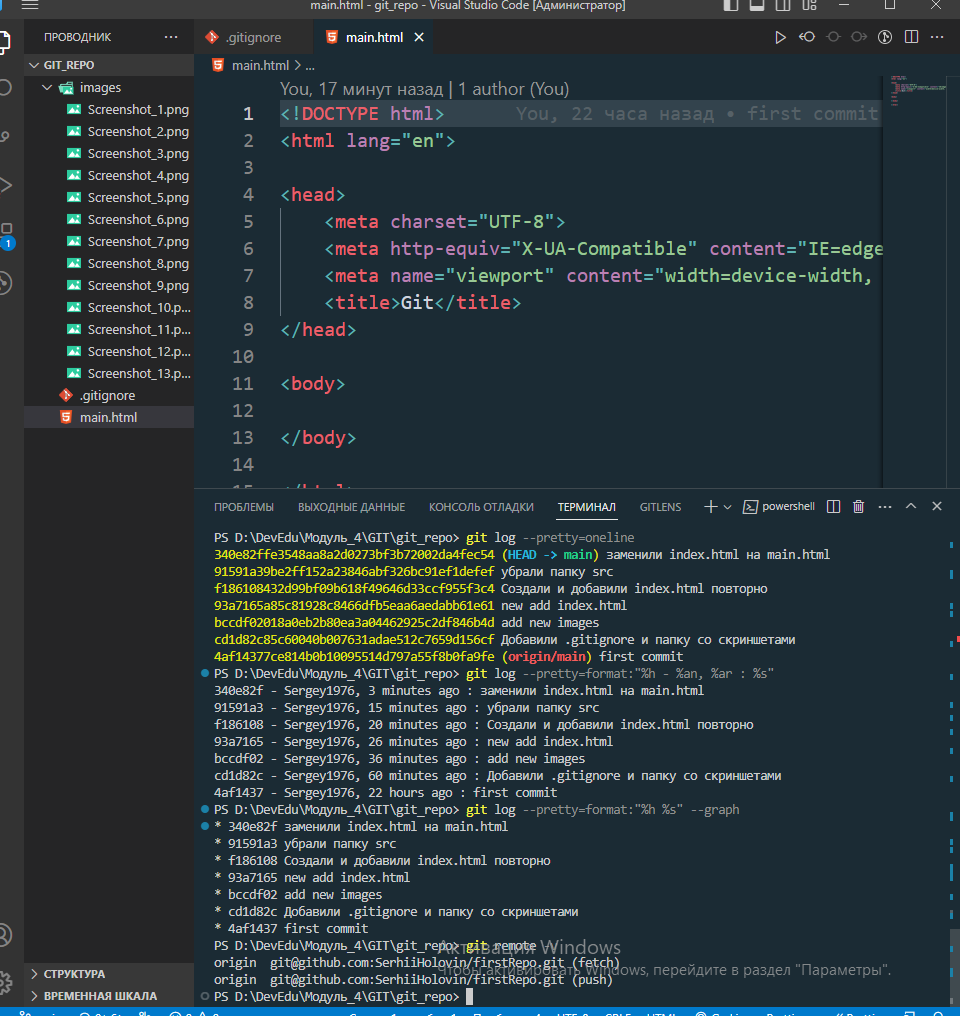 main.html - git_repo - Visual Studio Code [Администратор]
ПРОВОДНИК
.gitignore
main.html
GIT_REPO
main.html > ...
images
Screenshot_1.png
Screenshot_2.png
Screenshot_3.png
Screenshot_4.png
Screenshot_5.png
Screenshot_6.png
Screenshot_7.png
Screenshot_8.png
Screenshot_9.png
Screenshot_10.p...
Screenshot_11.p...
Screenshot_12.p...
Screenshot_13.p...
.gitignore
main.html
1
You, 17 минут назад | 1 author (You)
1 <!DOCTYPE html> You, 22 часа назад • first commit
2 <html lang="en">
3
4 <head>
5 <meta charset="UTF-8">
6 <meta http-equiv="X-UA-Compatible" content="IE=edge
7 <meta name="viewport" content="width=device-width,
8 <title>Git</title>
9 </head>
10
11 <body>
12
13 </body>
14
ПРОБЛЕМЫ ВЫХОДНЫЕ ДАННЫЕ КОНСОЛЬ ОТЛАДКИ ТЕРМИНАЛ GITLENS powershell
PS D:\DevEdu\Модуль_4\GIT\git_repo> git log --pretty=oneline
340e82ffe3548aa8a2d0273bf3b72002da4fec54 (HEAD -> main) заменили index.html на main.html
91591a39be2ff152a23846abf326bc91ef1defef убрали папку src
f186108432d99bf09b618f49646d33ccf955f3c4 Создали и добавили index.html повторно
93a7165a85c81928c8466dfb5eaa6aedabb61e61 new add index.html
bccdf02018a0eb2b80ea3a04462925c2df846b4d add new images
cd1d82c85c60040b007631adae512c7659d156cf Добавили .gitignore и папку со скриншетами
4af14377ce814b0b10095514d797a55f8b0fa9fe (origin/main) first commit
PS D:\DevEdu\Модуль_4\GIT\git_repo> git log --pretty=format:"%h - %an, %ar : %s"
340e82f - Sergey1976, 3 minutes ago : заменили index.html на main.html
91591a3 - Sergey1976, 15 minutes ago : убрали папку src
f186108 - Sergey1976, 20 minutes ago : Создали и добавили index.html повторно
93a7165 - Sergey1976, 26 minutes ago : new add index.html
bccdf02 - Sergey1976, 36 minutes ago : add new images
cd1d82c - Sergey1976, 60 minutes ago : Добавили .gitignore и папку со скриншетами
4af1437 - Sergey1976, 22 hours ago : first commit
PS D:\DevEdu\Модуль_4\GIT\git_repo> git log --pretty=format:"%h %s" --graph
* 340e82f заменили index.html на main.html
* 91591a3 убрали папку src
* f186108 Создали и добавили index.html повторно
* 93a7165 new add index.html
* bccdf02 add new images
* cd1d82c Добавили .gitignore и папку со скриншетами
* 4af1437 first commit
PS D:\DevEdu\Модуль_4\GIT\git_repo> git remote
origin git@github.com:SerhiiHolovin/firstRepo.git (fetch)
origin git@github.com:SerhiiHolovin/firstRepo.git (push)
PS D:\DevEdu\Модуль_4\GIT\git_repo>
Активация Windows
Чтобы активировать Windows, перейдите в раздел "Параметры".
СТРУКТУРА
ВРЕМЕННАЯ ШКАЛА